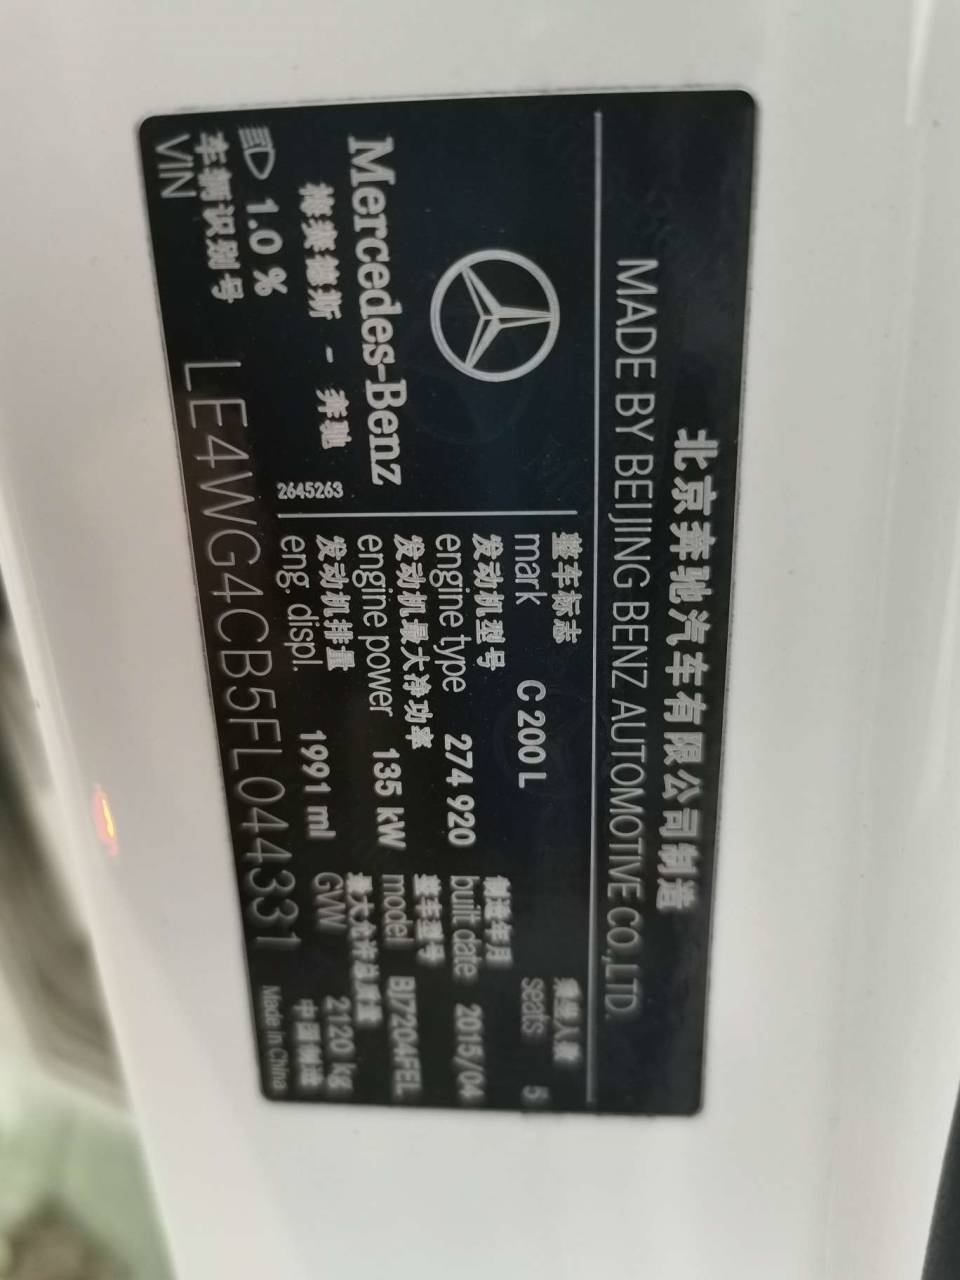 北京奔驰汽车有限公司制造
MADE BY BEIJING BENZ AUTOMOTIVE CO.,LTD.
Mercedes-Benz
梅赛德斯 - 奔驰
1.0 %
2645263
整车标志
mark C 200 L
乘坐人数
seats 5
发动机型号
engine type 274 920
制造年月
built date 2015/04
发动机最大净功率
engine power 135 kW
整车型号
model BJ7204FEL
发动机排量
eng. displ. 1991 ml
最大允许总质量
GVW 2120 kg
车辆识别号
VIN LE4WG4CB5FL044331
中国制造
Made in China